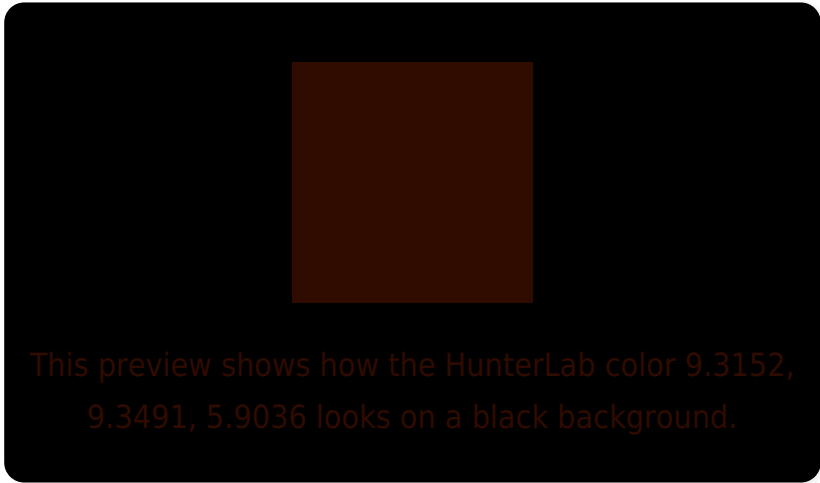 This preview shows how the HunterLab color 9.3152,
9.3491, 5.9036 looks on a black background.